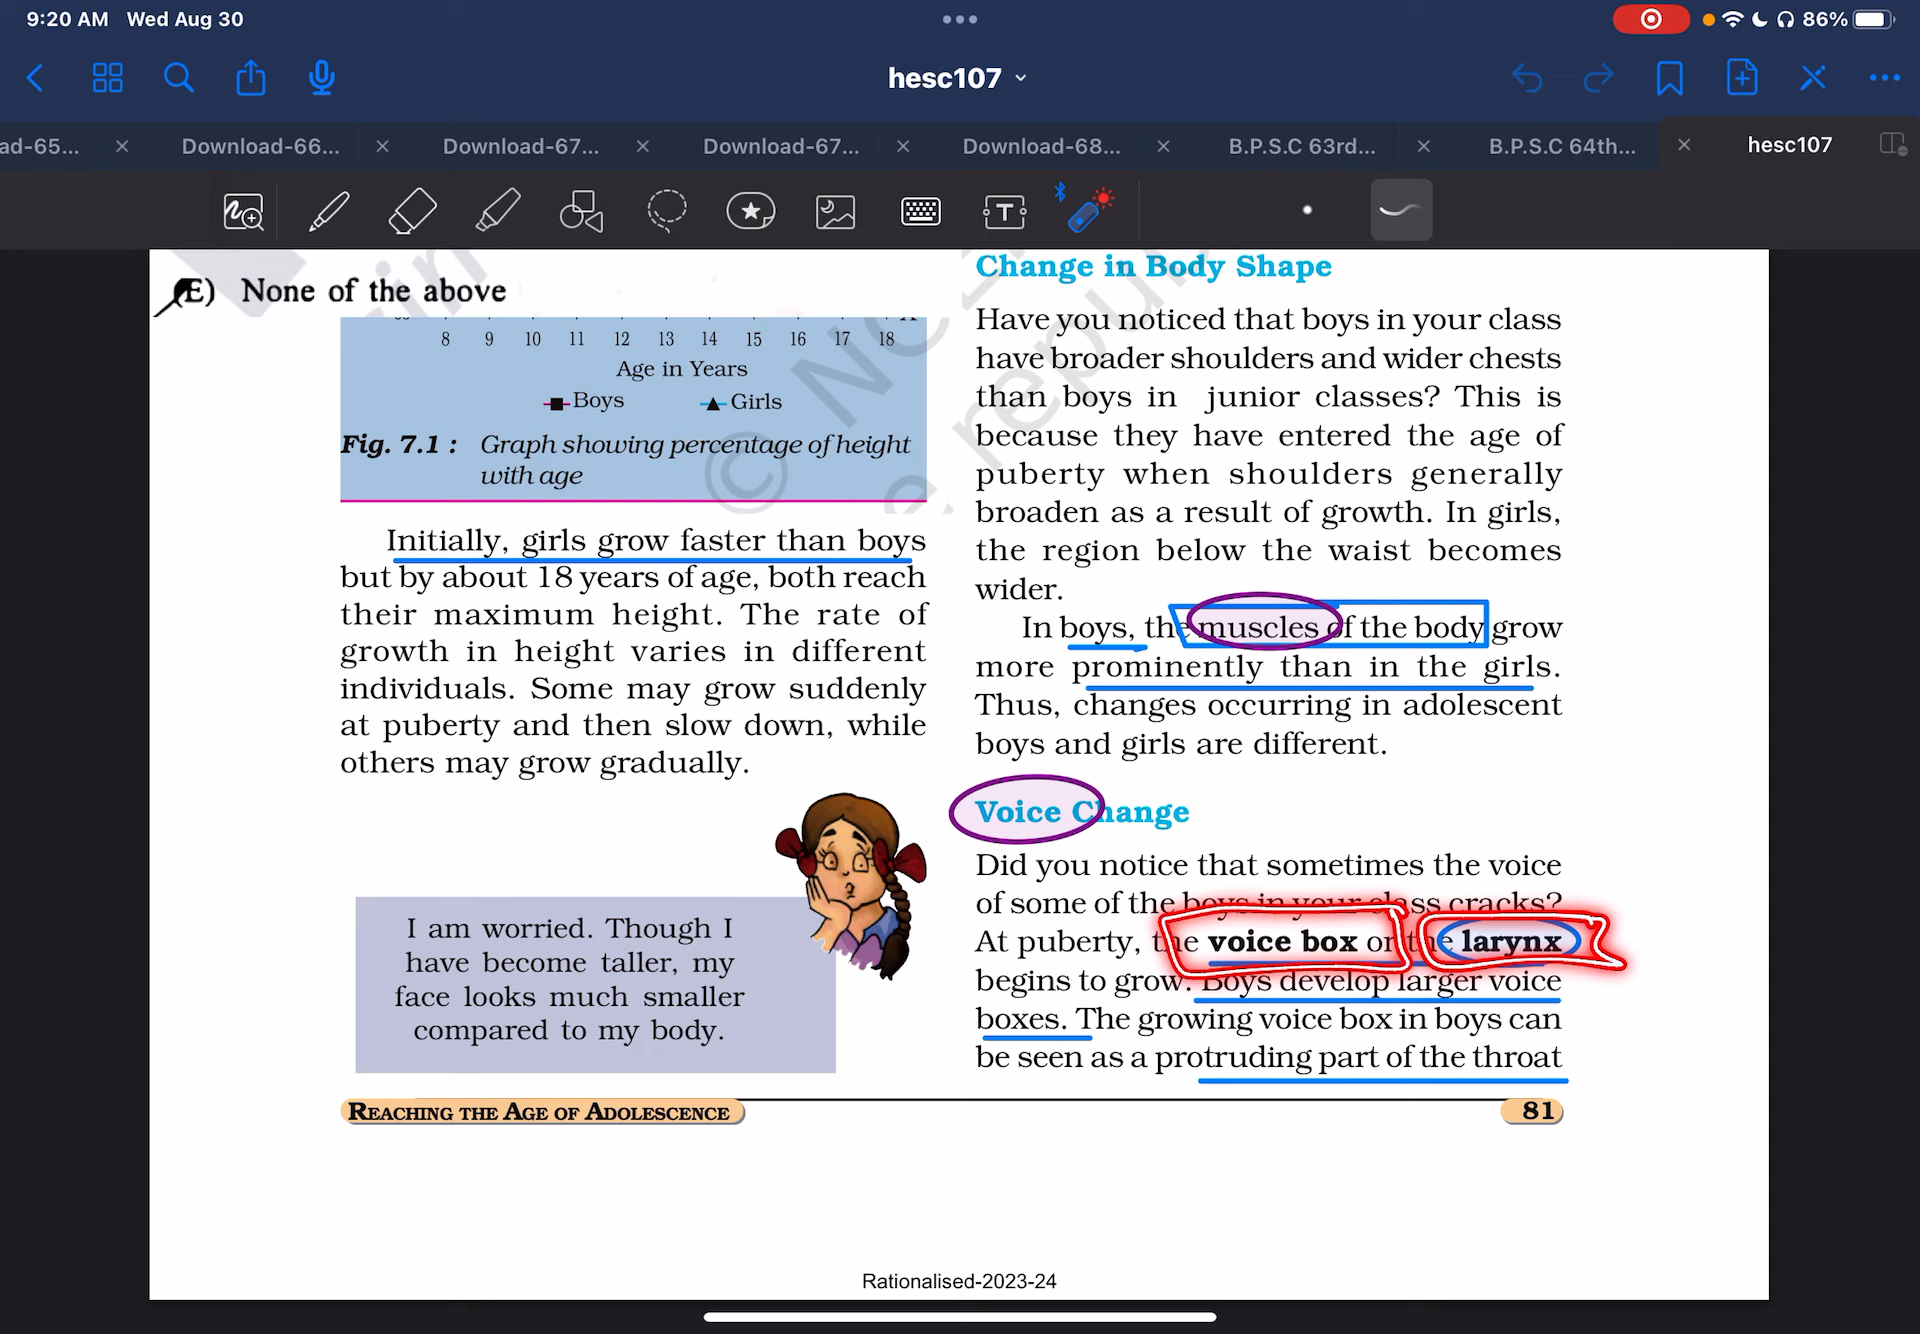 9:20 AM Wed Aug 30
86%
hesc107
Download-66...
Download-67...
Download-67...
Download-68...
B.P.S.C 63rd...
B.P.S.C 64th...
hesc107
T
(E) None of the above
8 9 10 11 12 13 14 15 16 17 18
Age in Years
Boys Girls
Fig. 7.1 : Graph showing percentage of height
with age
Initially, girls grow faster than boys
but by about 18 years of age, both reach
their maximum height. The rate of
growth in height varies in different
individuals. Some may grow suddenly
at puberty and then slow down, while
others may grow gradually.
I am worried. Though I
have become taller, my
face looks much smaller
compared to my body.
Change in Body Shape
Have you noticed that boys in your class
have broader shoulders and wider chests
than boys in junior classes? This is
because they have entered the age of
puberty when shoulders generally
broaden as a result of growth. In girls,
the region below the waist becomes
wider.
In boys, the muscles of the body grow
more prominently than in the girls.
Thus, changes occurring in adolescent
boys and girls are different.
Voice Change
Did you notice that sometimes the voice
of some of the boys in your class cracks?
At puberty, the voice box or the larynx
begins to grow. Boys develop larger voice
boxes. The growing voice box in boys can
be seen as a protruding part of the throat
REACHING THE AGE OF ADOLESCENCE
81
Rationalised-2023-24